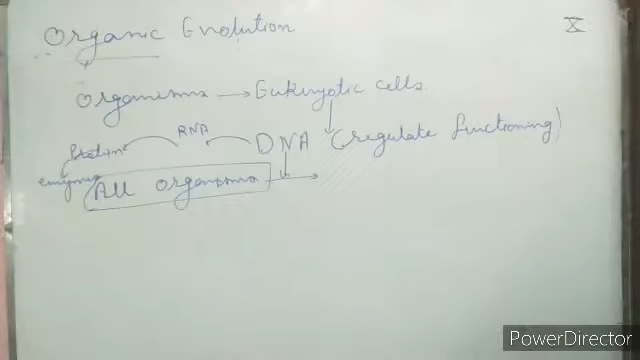 Organic Evolution X
Organisms → Eukaryotic cells
Protein RNA DNA (regulate functioning)
enzymes
All organisms →
PowerDirector